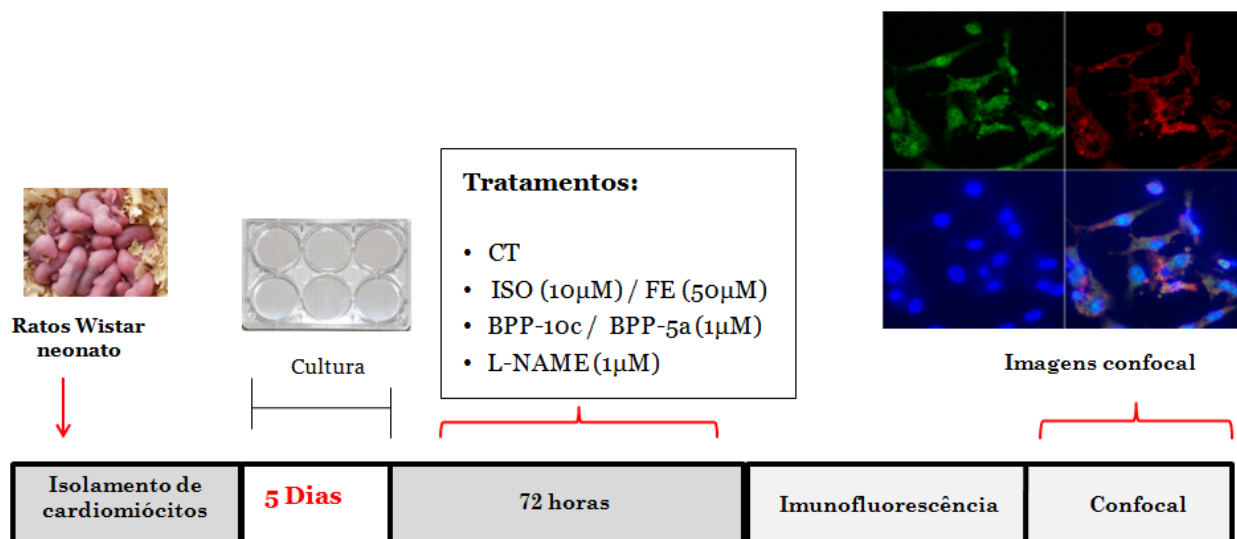 Tratamentos:
• CT
• ISO (10µM) / FE (50µM)
• BPP-10c / BPP-5a (1µM)
• L-NAME (1µM)
Ratos Wistar
neonato
Cultura
Imagens confocal
Isolamento de
cardiomiócitos
5 Dias
72 horas
Imunofluorescência
Confocal